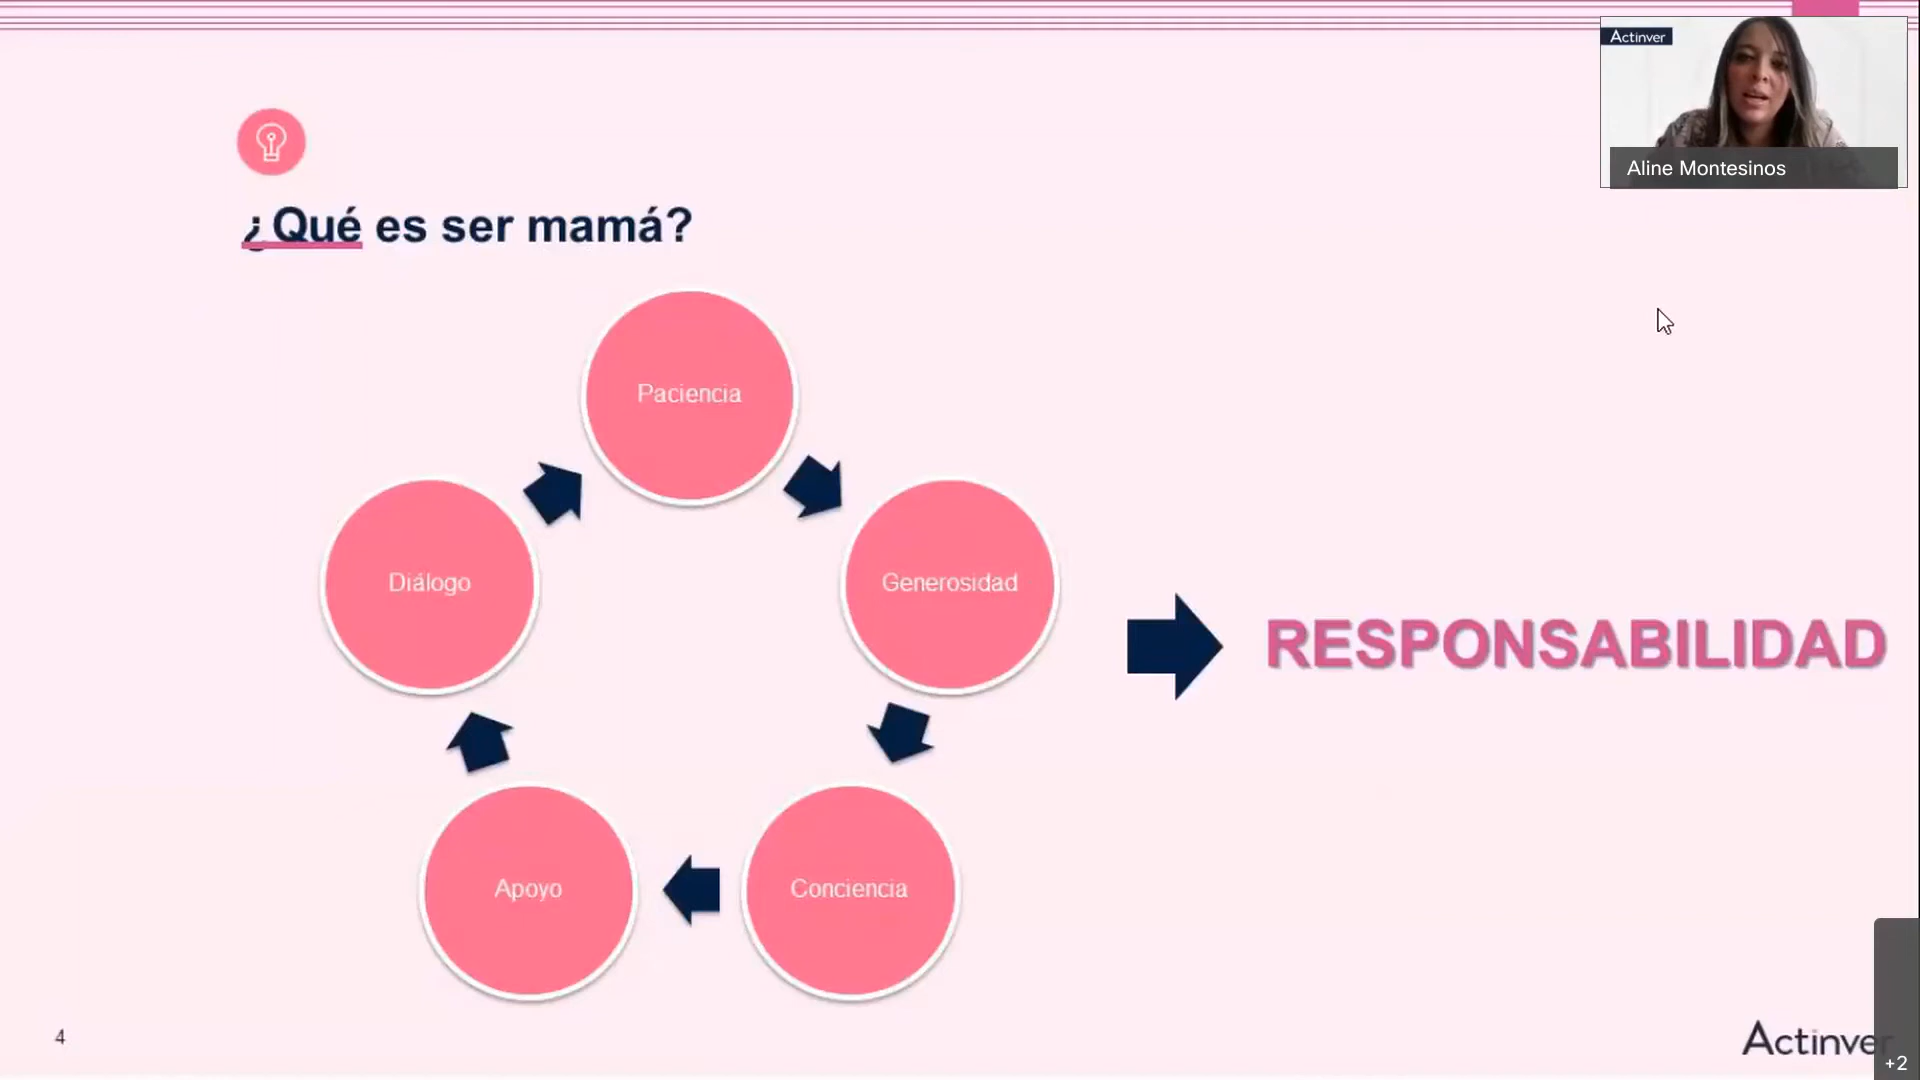 Actinver
Aline Montesinos
¿Qué es ser mamá?
Paciencia
Diálogo
Generosidad
RESPONSABILIDAD
Apoyo
Conciencia
4
Actinver
+2